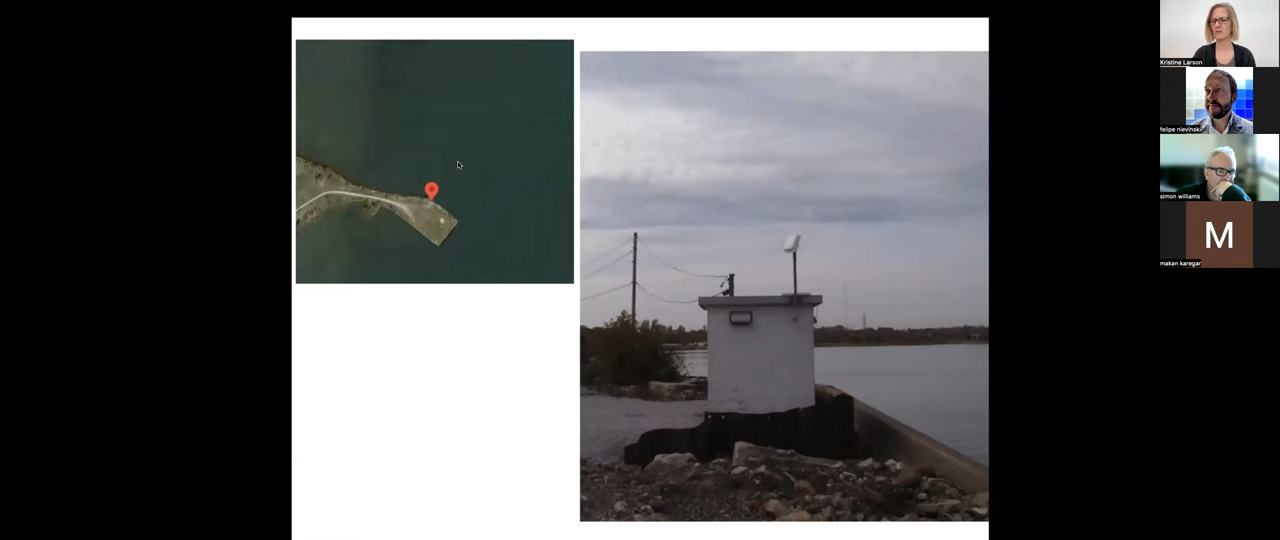 Kristine Larson
felipe nievinski
simon williams
M
makan karegar